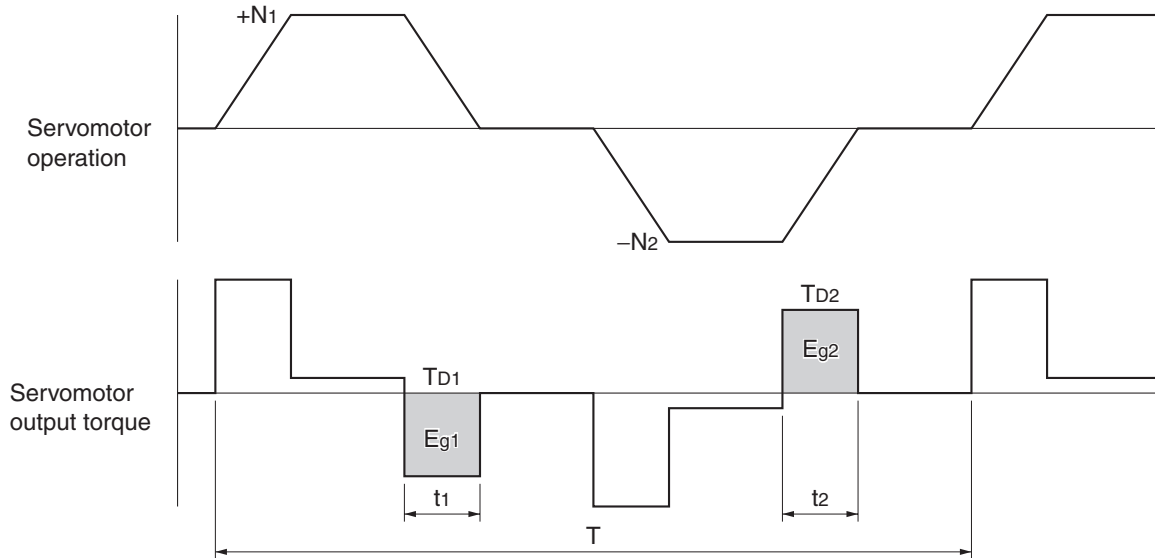 +N1
Servomotor
operation
–N2
TD2
Eg2
TD1
Servomotor
output torque
Eg1
t1
t2
T